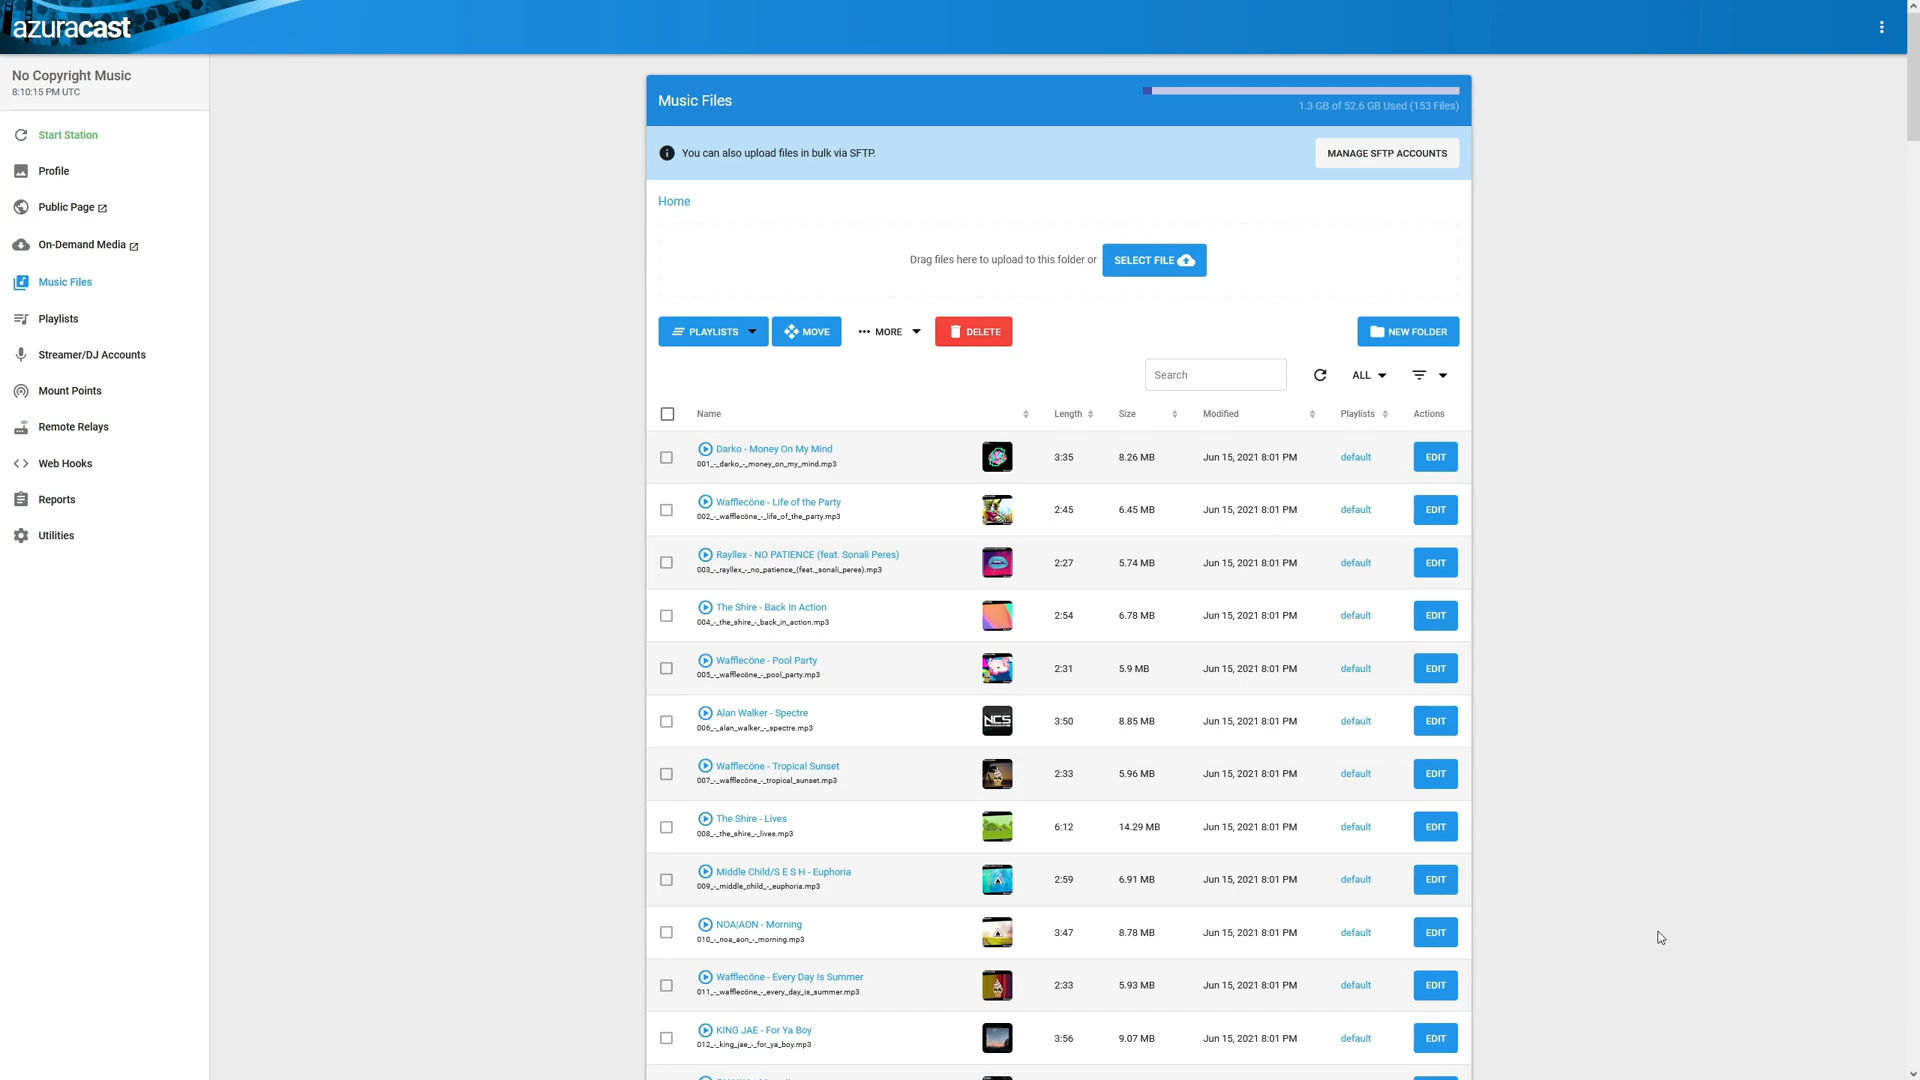 azuracast
No Copyright Music
8:10:15 PM UTC
Start Station
Profile
Public Page
On-Demand Media
Music Files
Playlists
Streamer/DJ Accounts
Mount Points
Remote Relays
Web Hooks
Reports
Utilities
Music Files
1.3 GB of 52.6 GB Used (153 Files)
You can also upload files in bulk via SFTP.
MANAGE SFTP ACCOUNTS
Home
Drag files here to upload to this folder or SELECT FILE
PLAYLISTS MOVE MORE DELETE NEW FOLDER
Search ALL
Name Length Size Modified Playlists Actions
Darko - Money On My Mind
001_-_darko_-_money_on_my_mind.mp3
3:35 8.26 MB Jun 15, 2021 8:01 PM default EDIT
Wafflecöne - Life of the Party
002_-_wafflecöne_-_life_of_the_party.mp3
2:45 6.45 MB Jun 15, 2021 8:01 PM default EDIT
Rayllex - NO PATIENCE (feat. Sonali Peres)
003_-_rayllex_-_no_patience_(feat._sonali_peres).mp3
2:27 5.74 MB Jun 15, 2021 8:01 PM default EDIT
The Shire - Back In Action
004_-_the_shire_-_back_in_action.mp3
2:54 6.78 MB Jun 15, 2021 8:01 PM default EDIT
Wafflecöne - Pool Party
005_-_wafflecöne_-_pool_party.mp3
2:31 5.9 MB Jun 15, 2021 8:01 PM default EDIT
Alan Walker - Spectre
006_-_alan_walker_-_spectre.mp3
NCS
3:50 8.85 MB Jun 15, 2021 8:01 PM default EDIT
Wafflecöne - Tropical Sunset
007_-_wafflecöne_-_tropical_sunset.mp3
2:33 5.96 MB Jun 15, 2021 8:01 PM default EDIT
The Shire - Lives
008_-_the_shire_-_lives.mp3
6:12 14.29 MB Jun 15, 2021 8:01 PM default EDIT
Middle Child/S E S H - Euphoria
009_-_middle_child_-_euphoria.mp3
2:59 6.91 MB Jun 15, 2021 8:01 PM default EDIT
NOA|AON - Morning
010_-_noa_aon_-_morning.mp3
3:47 8.78 MB Jun 15, 2021 8:01 PM default EDIT
Wafflecöne - Every Day Is Summer
011_-_wafflecöne_-_every_day_is_summer.mp3
2:33 5.93 MB Jun 15, 2021 8:01 PM default EDIT
KING JAE - For Ya Boy
012_-_king_jae_-_for_ya_boy.mp3
3:56 9.07 MB Jun 15, 2021 8:01 PM default EDIT